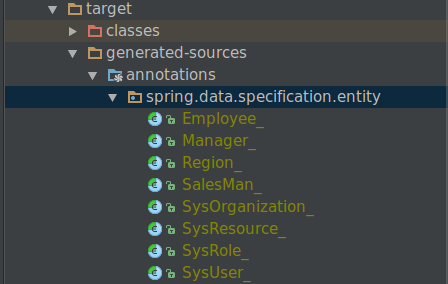 target
classes
generated-sources
annotations
spring.data.specification.entity
Employee_
Manager_
Region_
SalesMan_
SysOrganization_
SysResource_
SysRole_
SysUser_